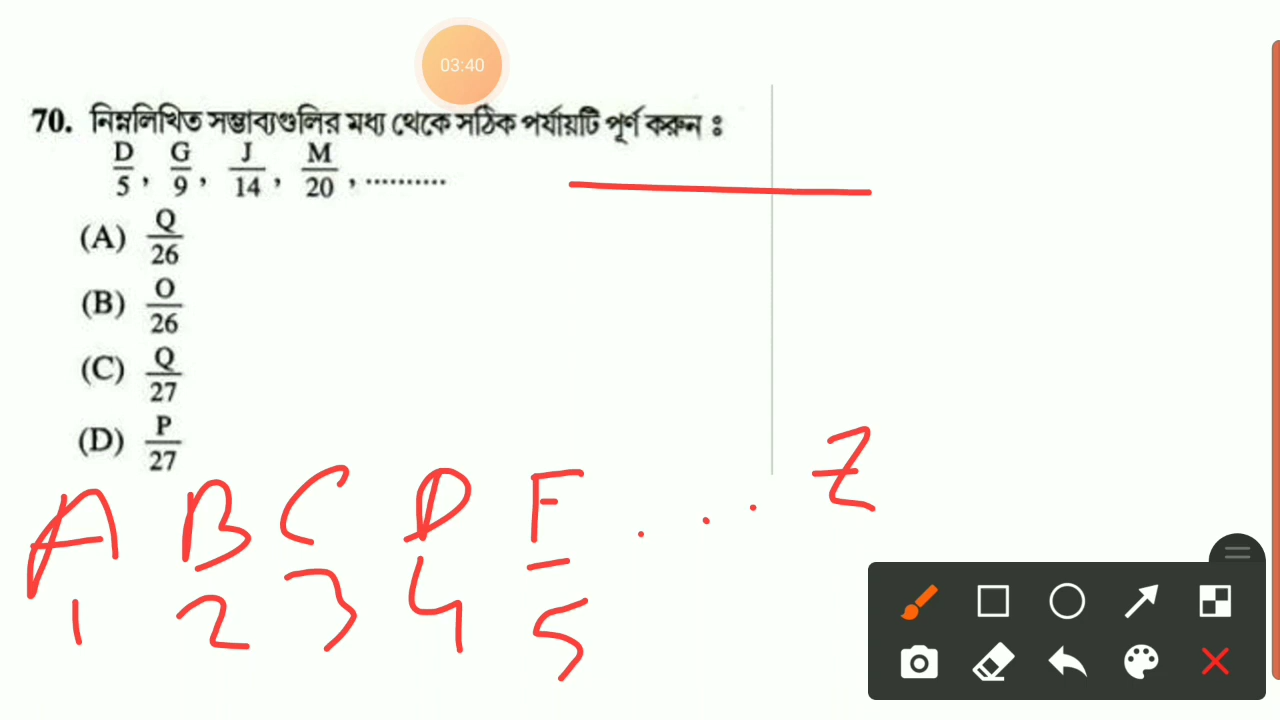 03:40
70. নিম্নলিখিত সম্ভাব্যগুলির মধ্য থেকে সঠিক পর্যায়টি পূর্ণ করুন ঃ
D/5, G/9, J/14, M/20, ..........
(A) Q/26
(B) O/26
(C) Q/27
(D) P/27
A B C D E . . . Z
1 2 3 4 5